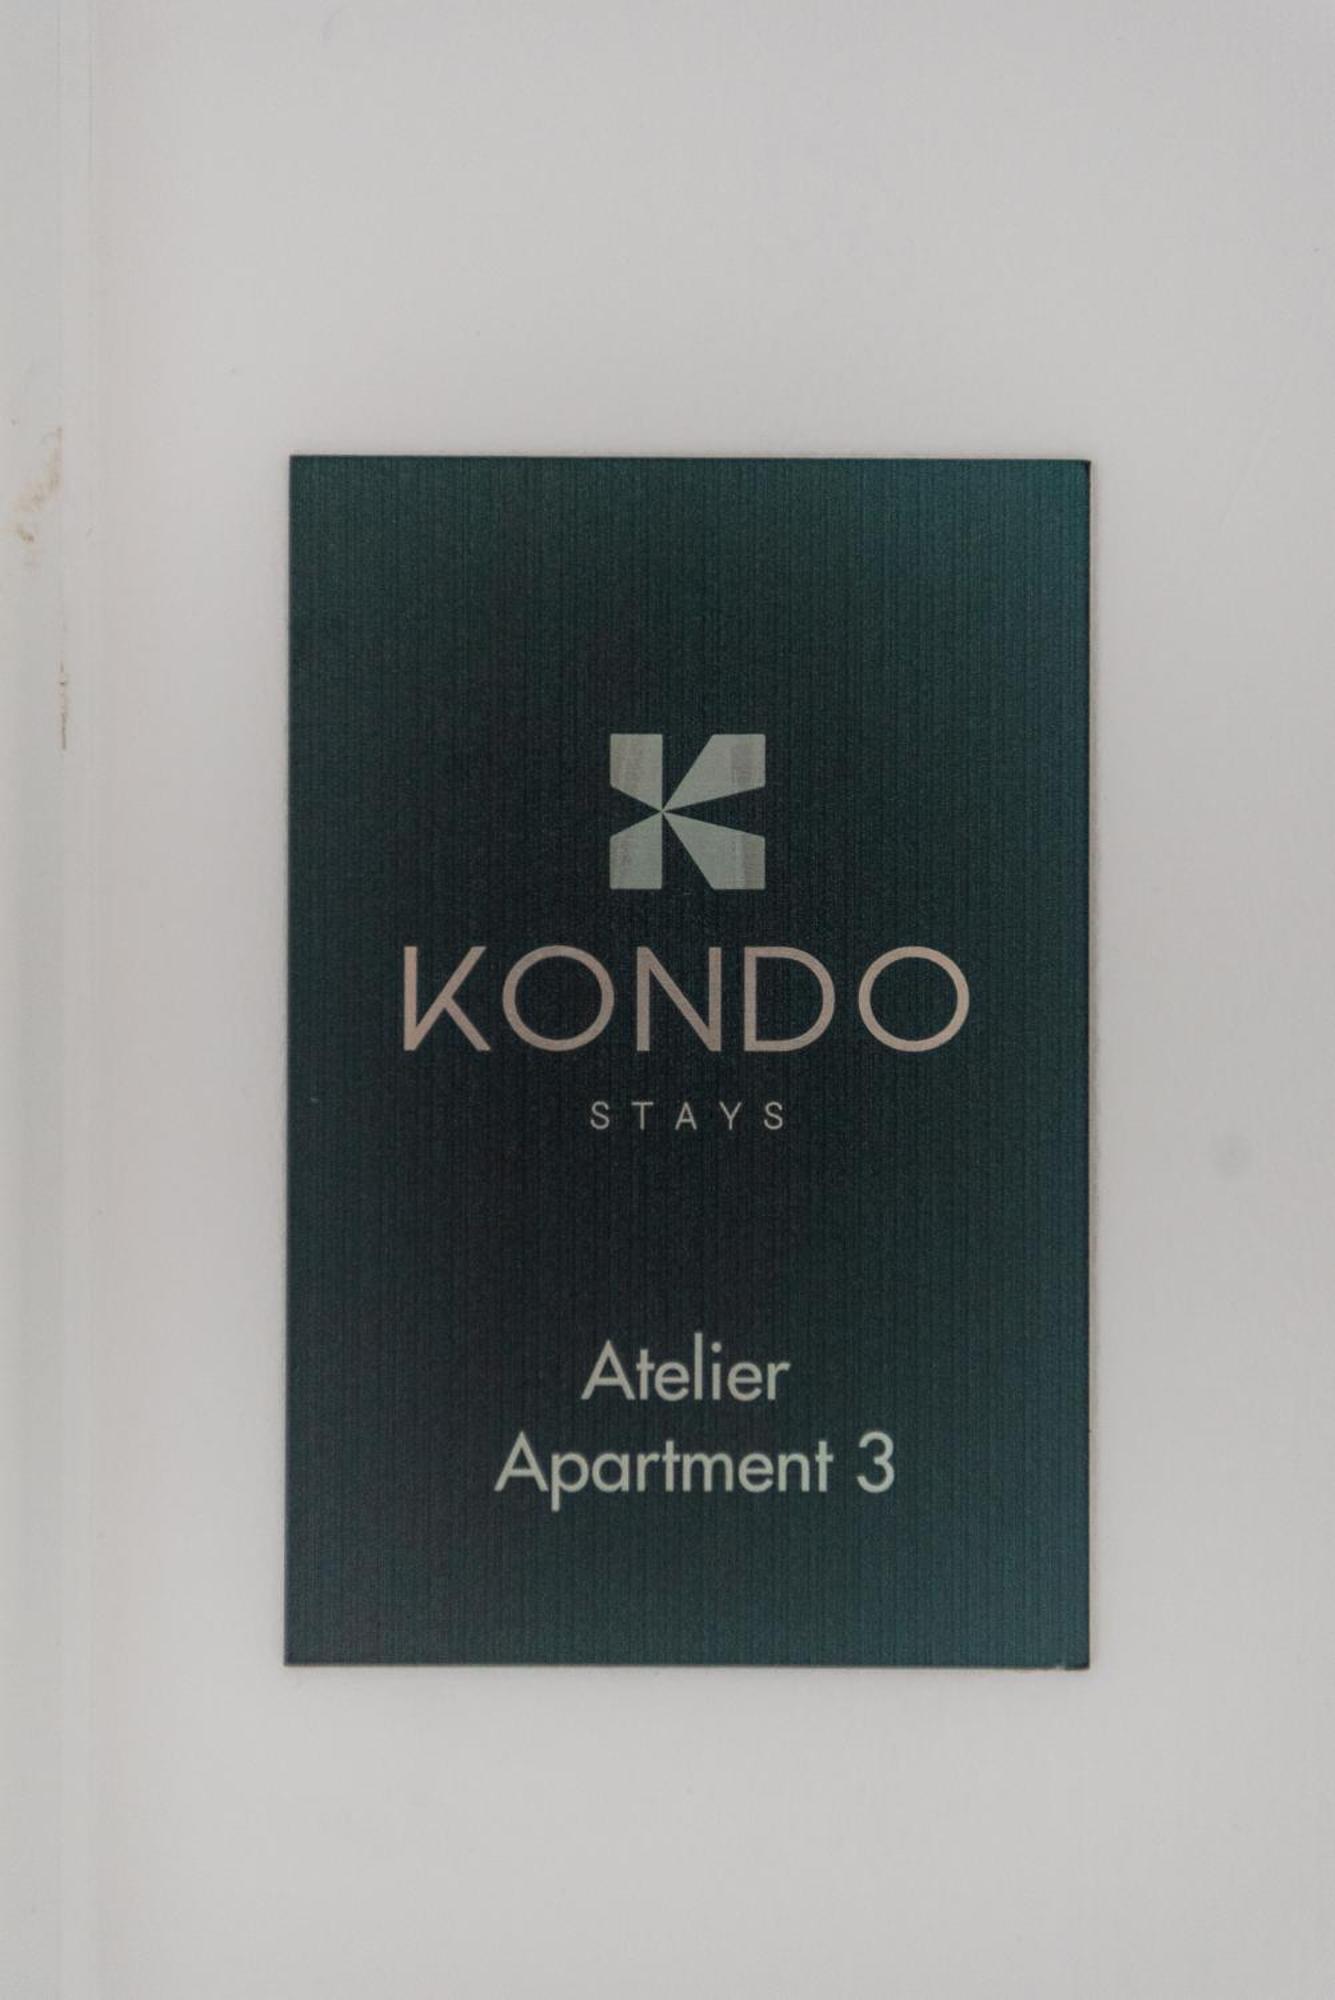 KONDO
STAYS
Atelier
Apartment 3